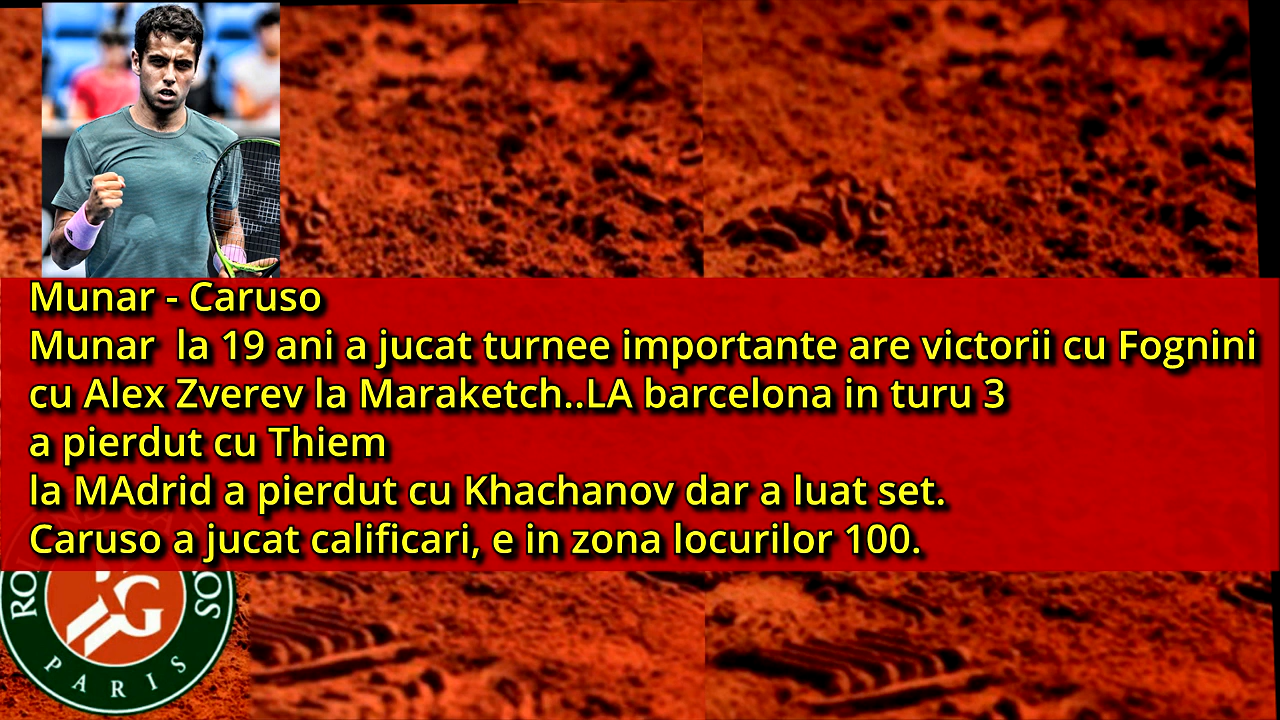 Munar - Caruso
Munar  la 19 ani a jucat turnee importante are victorii cu Fognini
cu Alex Zverev la Maraketch..LA barcelona in turu 3
a pierdut cu Thiem
la MAdrid a pierdut cu Khachanov dar a luat set.
Caruso a jucat calificari, e in zona locurilor 100.
RG
PARIS